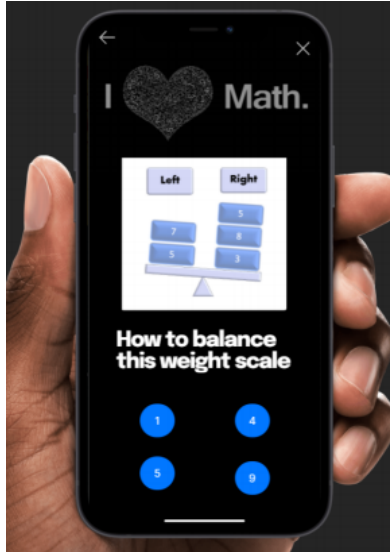 I Math.
Left Right
5
7 8
5 3
How to balance
this weight scale
1 4
5 9